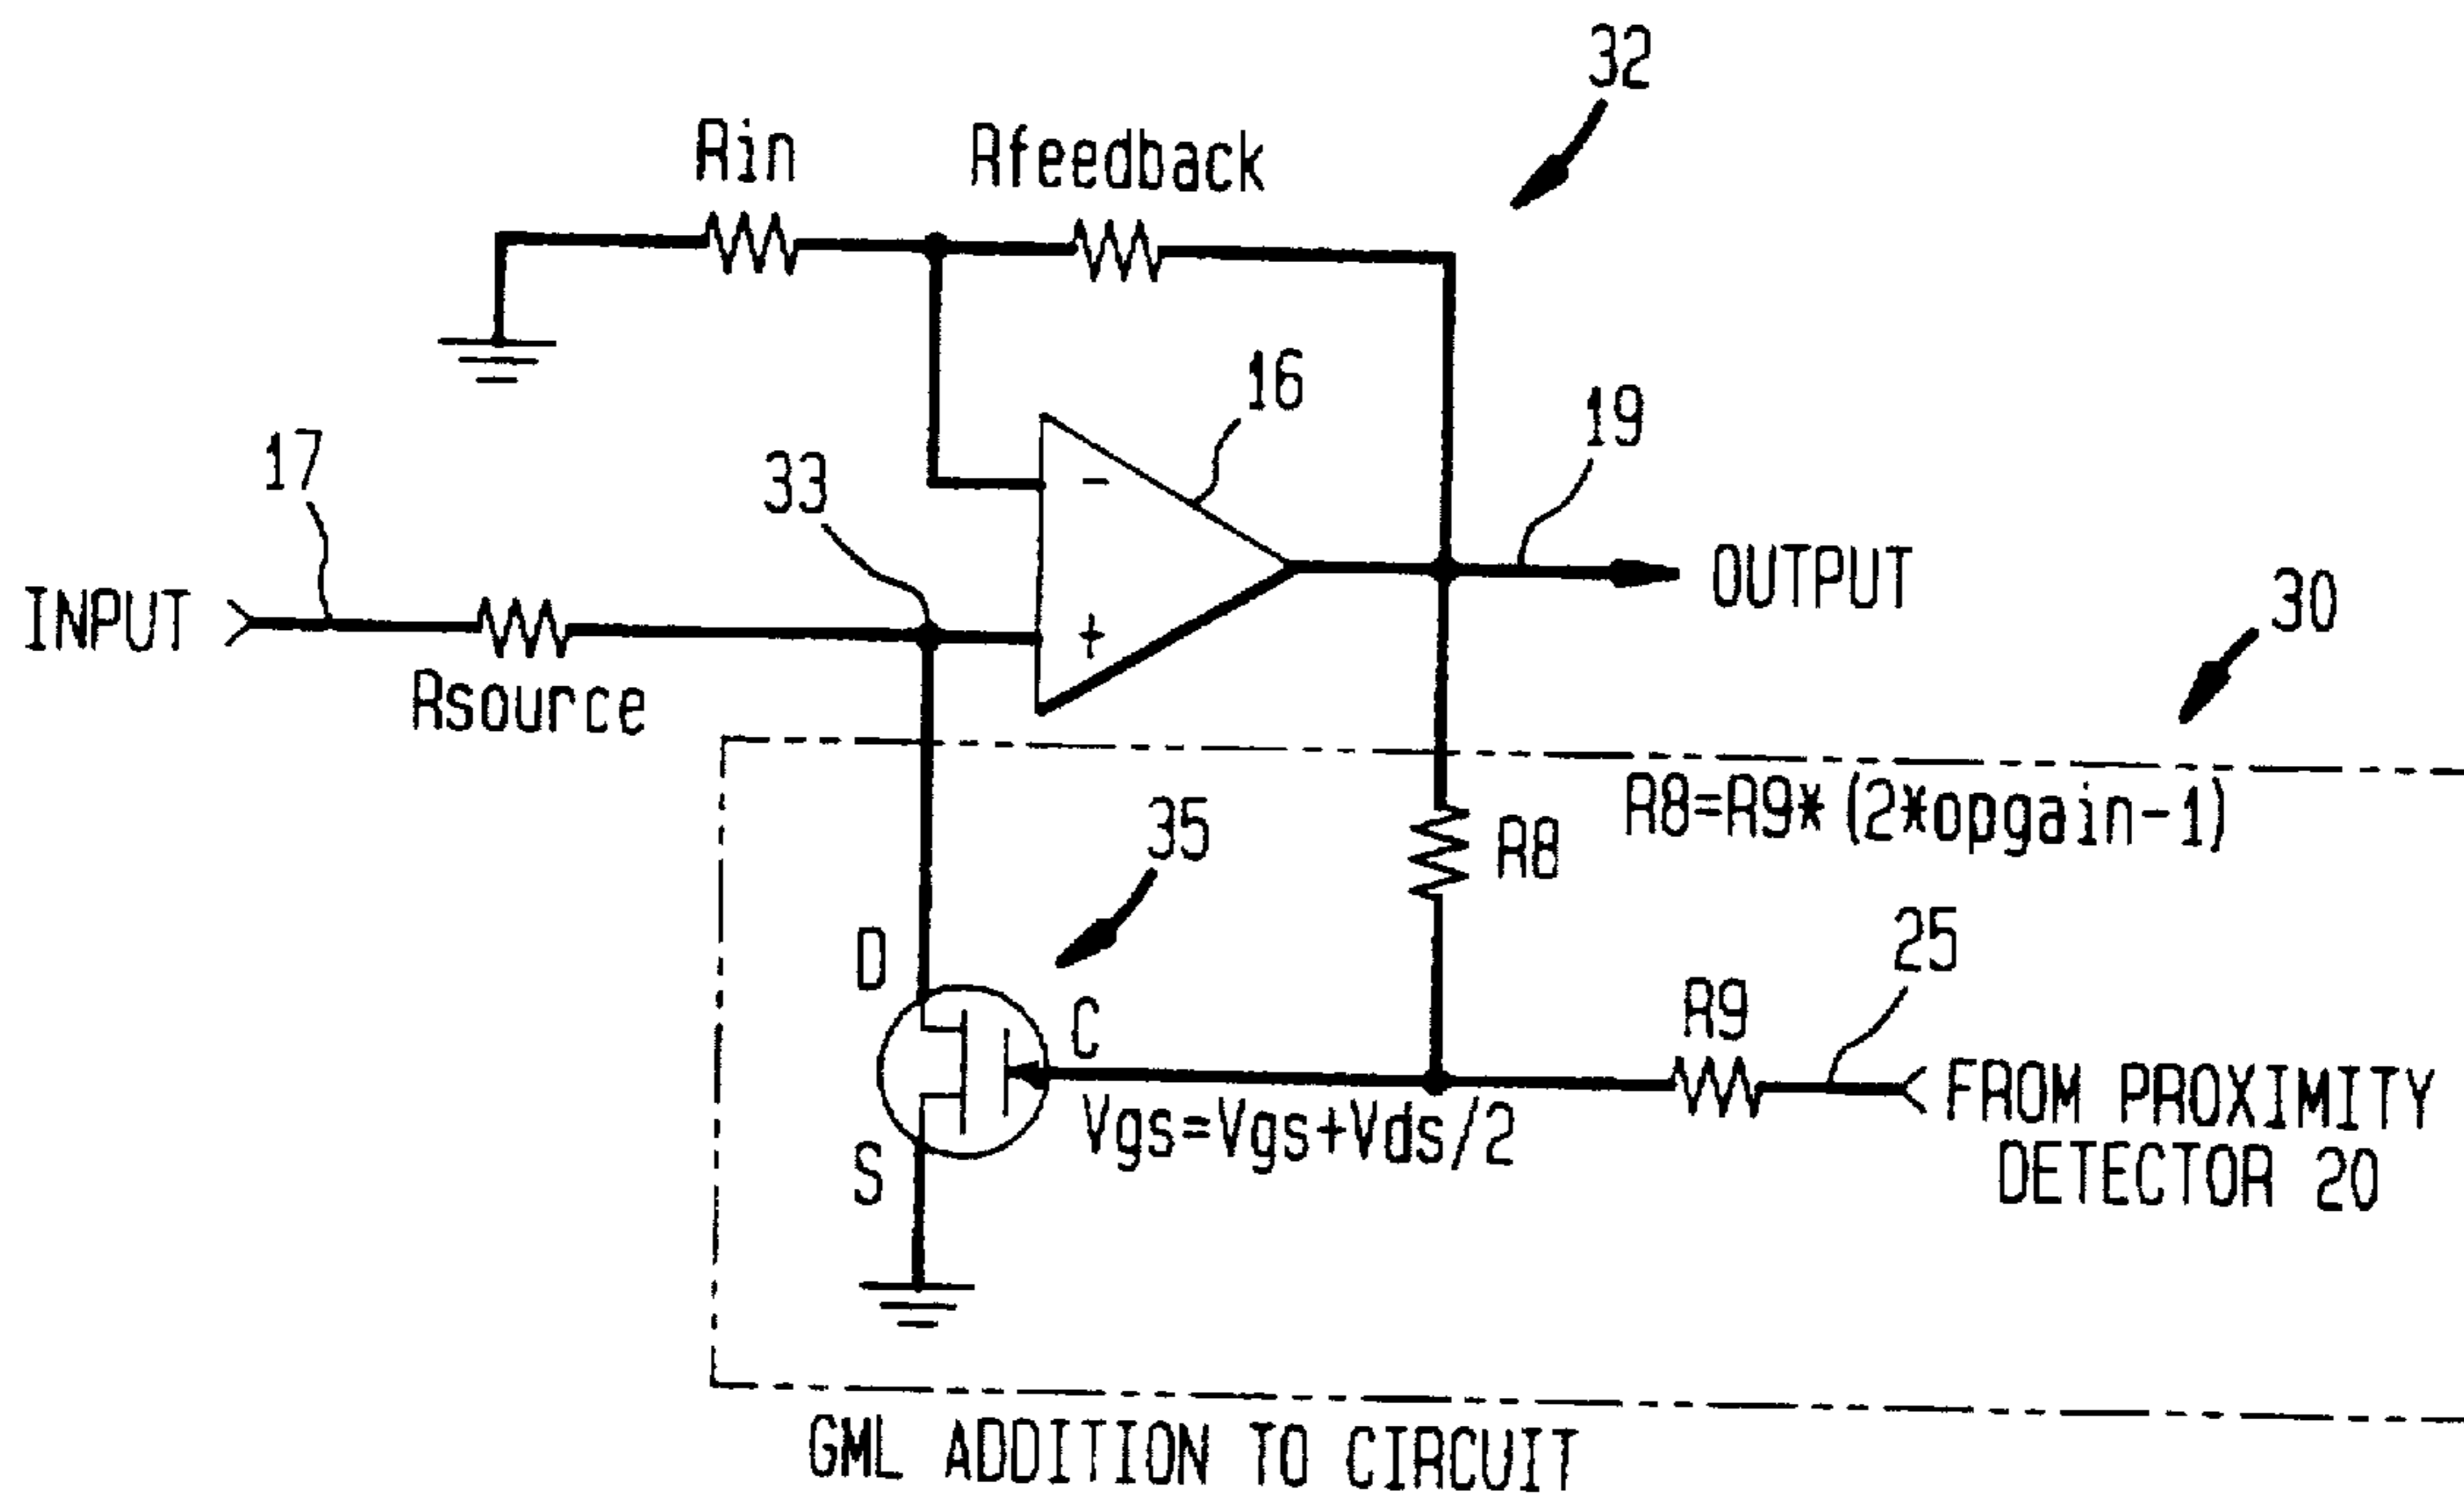 32
Rin
Rfeedback
16
19
17
33
INPUT
OUTPUT
-
+
30
Rsource
R8=R9*(2*opgain-1)
35
R8
25
D
C
R9
S
Vgs=Vgs+Vds/2
FROM PROXIMITY
DETECTOR 20
GML ADDITION TO CIRCUIT